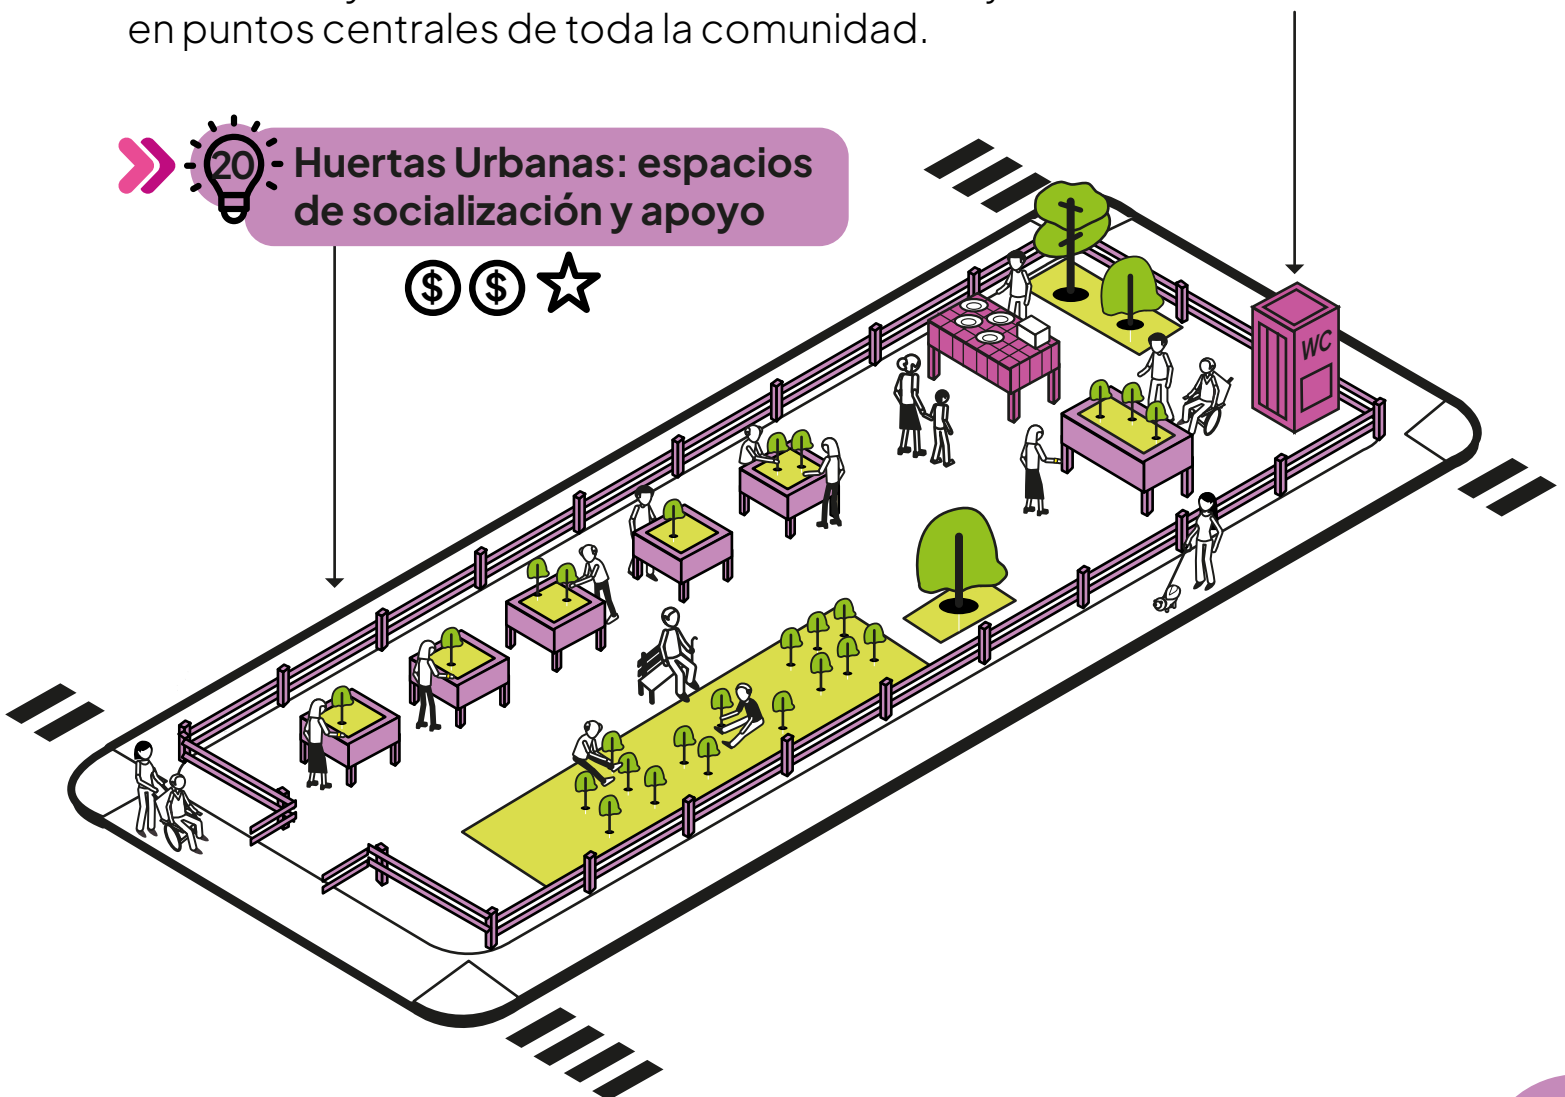 en puntos centrales de toda la comunidad.
20
Huertas Urbanas: espacios
de socialización y apoyo
$ $
WC